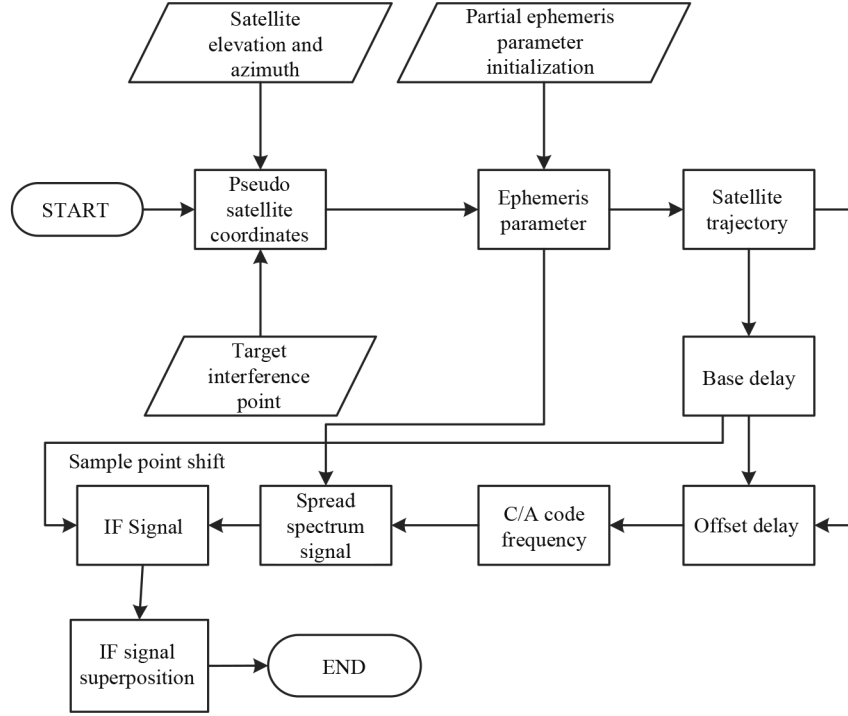 Satellite
elevation and
azimuth
Partial ephemeris
parameter
initialization
START
Pseudo
satellite
coordinates
Ephemeris
parameter
Satellite
trajectory
Target
interference
point
Base delay
Sample point shift
IF Signal
Spread
spectrum
signal
C/A code
frequency
Offset delay
IF signal
superposition
END